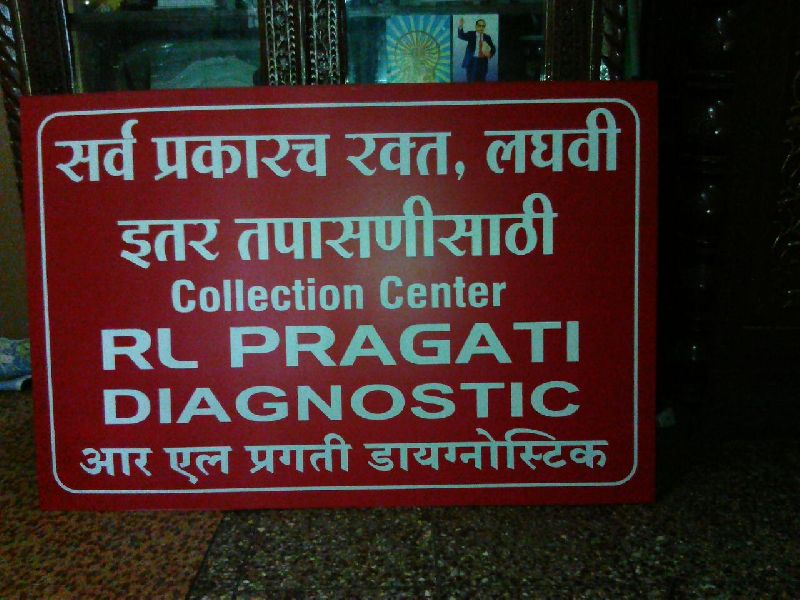 सर्व प्रकारच रक्त, लघवी
इतर तपासणीसाठी
Collection Center
RL PRAGATI
DIAGNOSTIC
आर एल प्रगती डायग्नोस्टिक